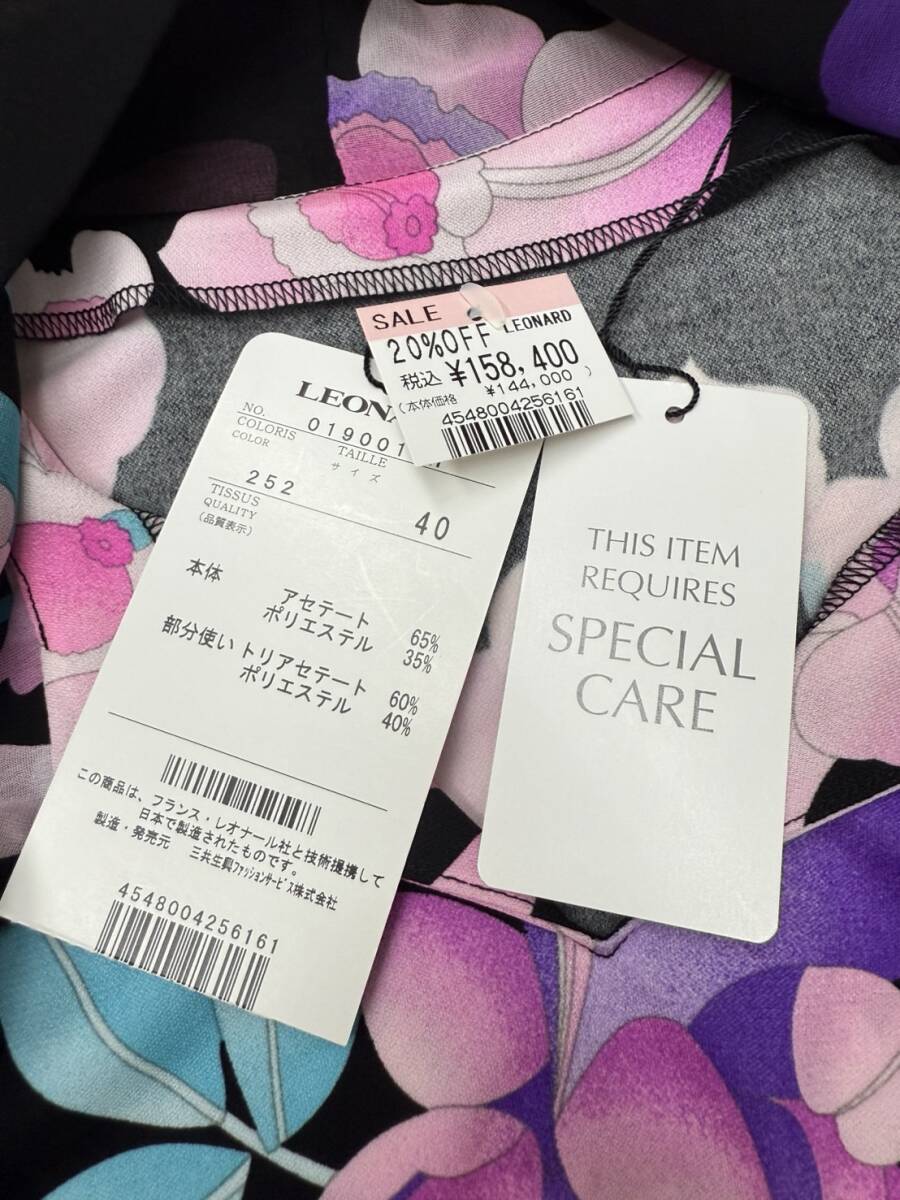 SALE
20%OFF LEONARD
税込 ¥158,400
(本体価格 ¥144,000 )
4548004256161
NO.
019001
COLORIS
COLOR
TAILLE
サイズ
252
40
TISSUS
QUALITY
(品質表示)
本体
アセテート 65%
ポリエステル 35%
部分使い トリアセテート 60%
ポリエステル 40%
この商品は、フランス・レオナール社と技術提携して
日本で製造されたものです。
製造・発売元 三共生興ファッションサービス株式会社
4548004256161
THIS ITEM
REQUIRES
SPECIAL
CARE